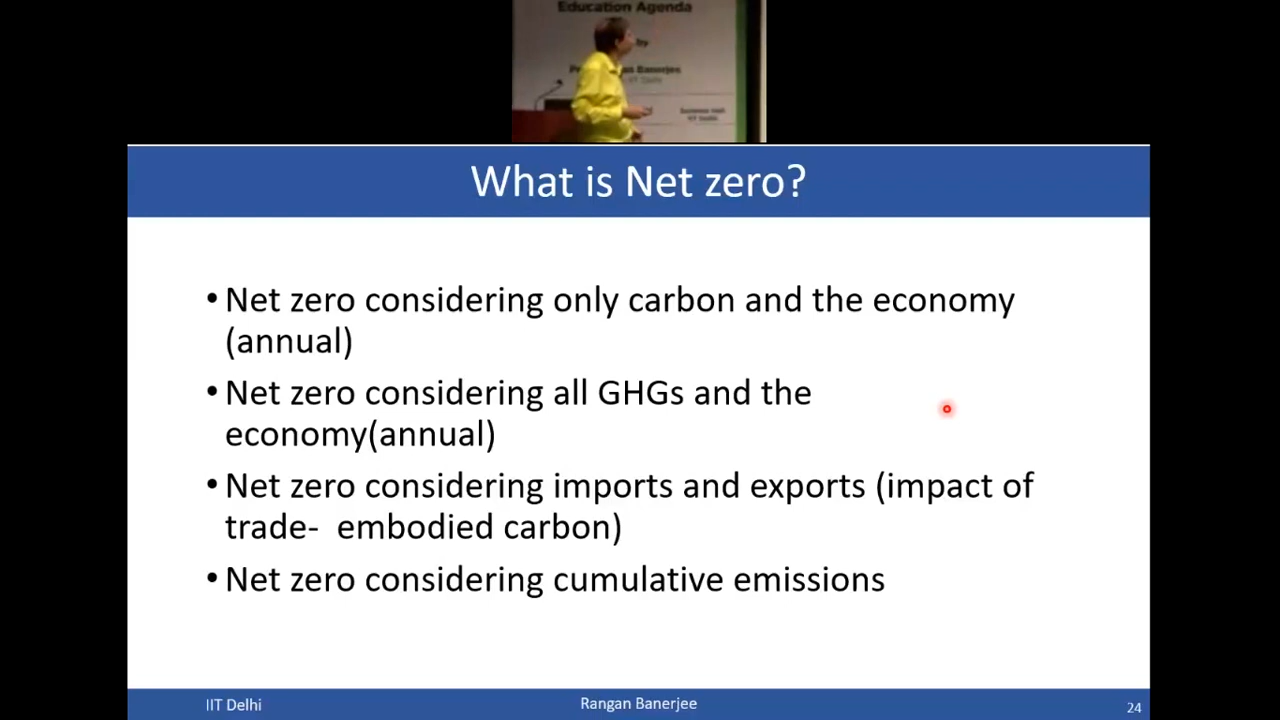 Education Agenda
by
Banerjee
What is Net zero?
• Net zero considering only carbon and the economy
(annual)
• Net zero considering all GHGs and the
economy(annual)
• Net zero considering imports and exports (impact of
trade- embodied carbon)
• Net zero considering cumulative emissions
IIT Delhi
Rangan Banerjee
24